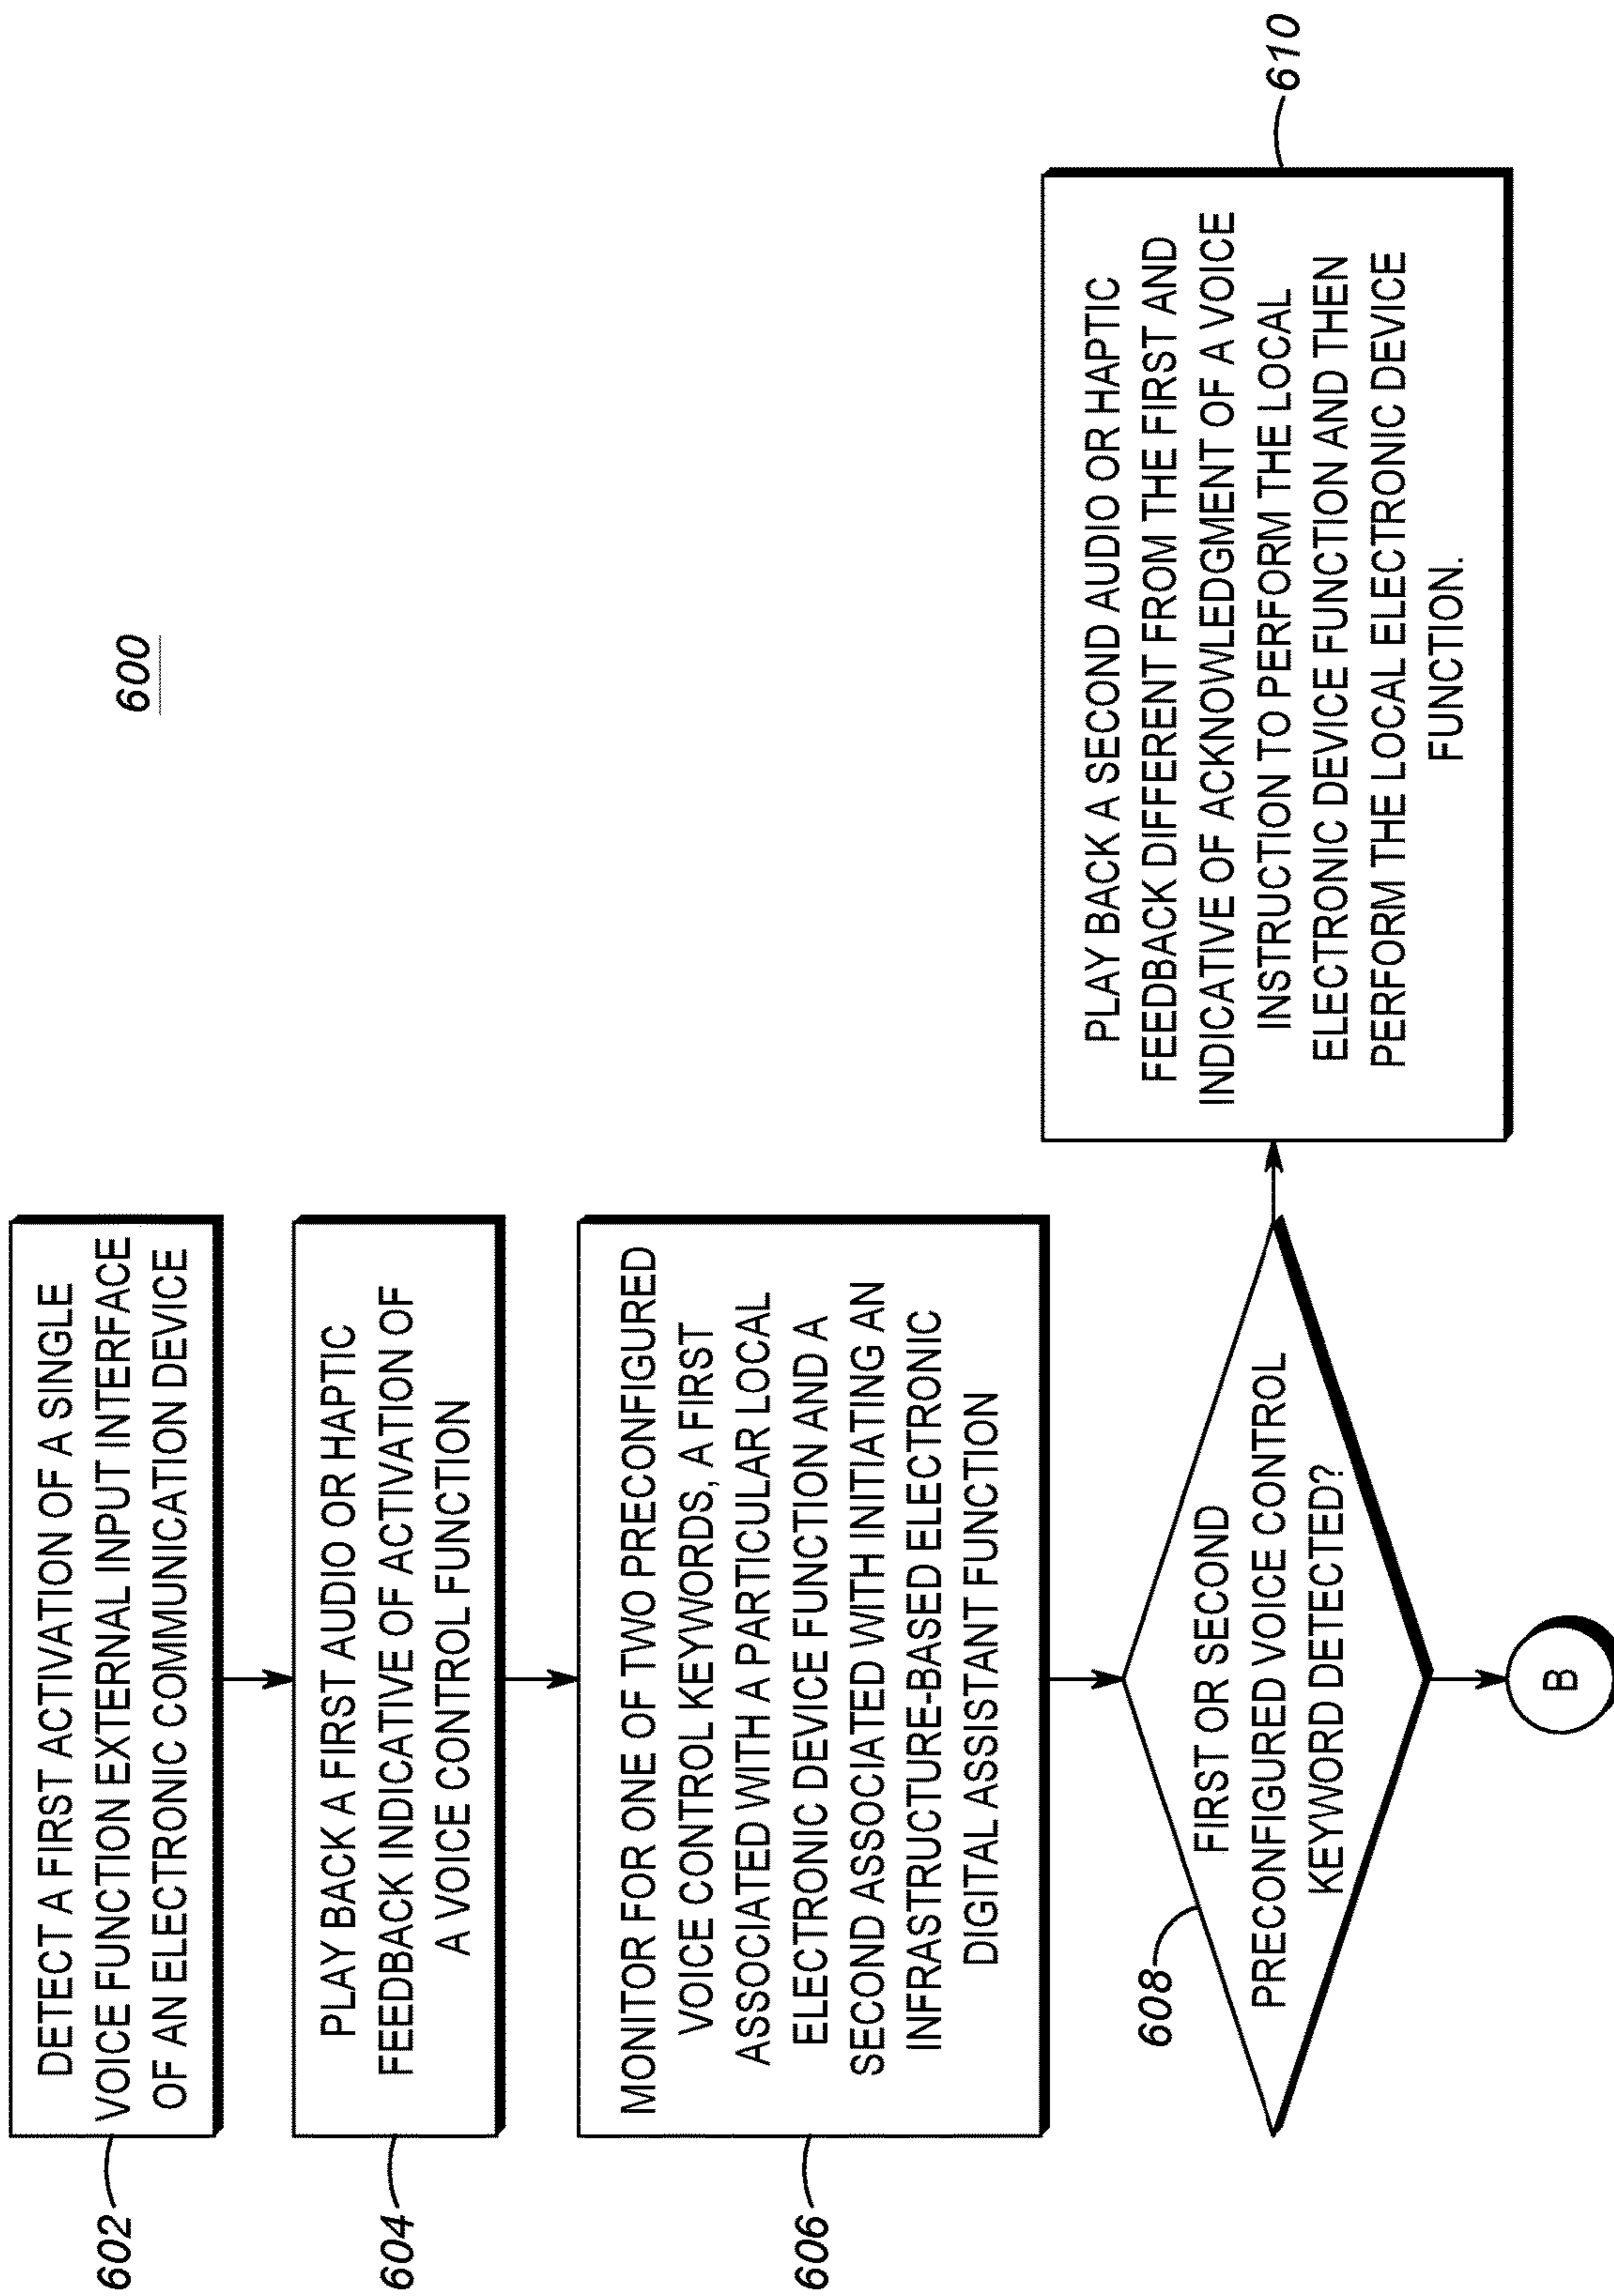 600
602
DETECT A FIRST ACTIVATION OF A SINGLE
VOICE FUNCTION EXTERNAL INPUT INTERFACE
OF AN ELECTRONIC COMMUNICATION DEVICE
604
PLAY BACK A FIRST AUDIO OR HAPTIC
FEEDBACK INDICATIVE OF ACTIVATION OF
A VOICE CONTROL FUNCTION
606
MONITOR FOR ONE OF TWO PRECONFIGURED
VOICE CONTROL KEYWORDS, A FIRST
ASSOCIATED WITH A PARTICULAR LOCAL
ELECTRONIC DEVICE FUNCTION AND A
SECOND ASSOCIATED WITH INITIATING AN
INFRASTRUCTURE-BASED ELECTRONIC
DIGITAL ASSISTANT FUNCTION
608
FIRST OR SECOND
PRECONFIGURED VOICE CONTROL
KEYWORD DETECTED?
610
PLAY BACK A SECOND AUDIO OR HAPTIC
FEEDBACK DIFFERENT FROM THE FIRST AND
INDICATIVE OF ACKNOWLEDGMENT OF A VOICE
INSTRUCTION TO PERFORM THE LOCAL
ELECTRONIC DEVICE FUNCTION AND THEN
PERFORM THE LOCAL ELECTRONIC DEVICE
FUNCTION.
B